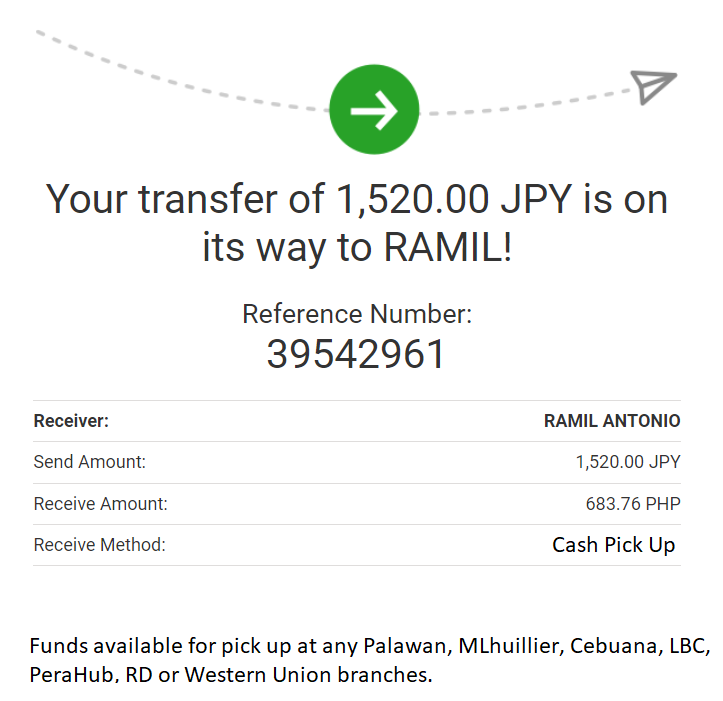 Your transfer of 1,520.00 JPY is on
its way to RAMIL!
Reference Number:
39542961
Receiver: RAMIL ANTONIO
Send Amount: 1,520.00 JPY
Receive Amount: 683.76 PHP
Receive Method: Cash Pick Up
Funds available for pick up at any Palawan, MLhuillier, Cebuana, LBC,
PeraHub, RD or Western Union branches.